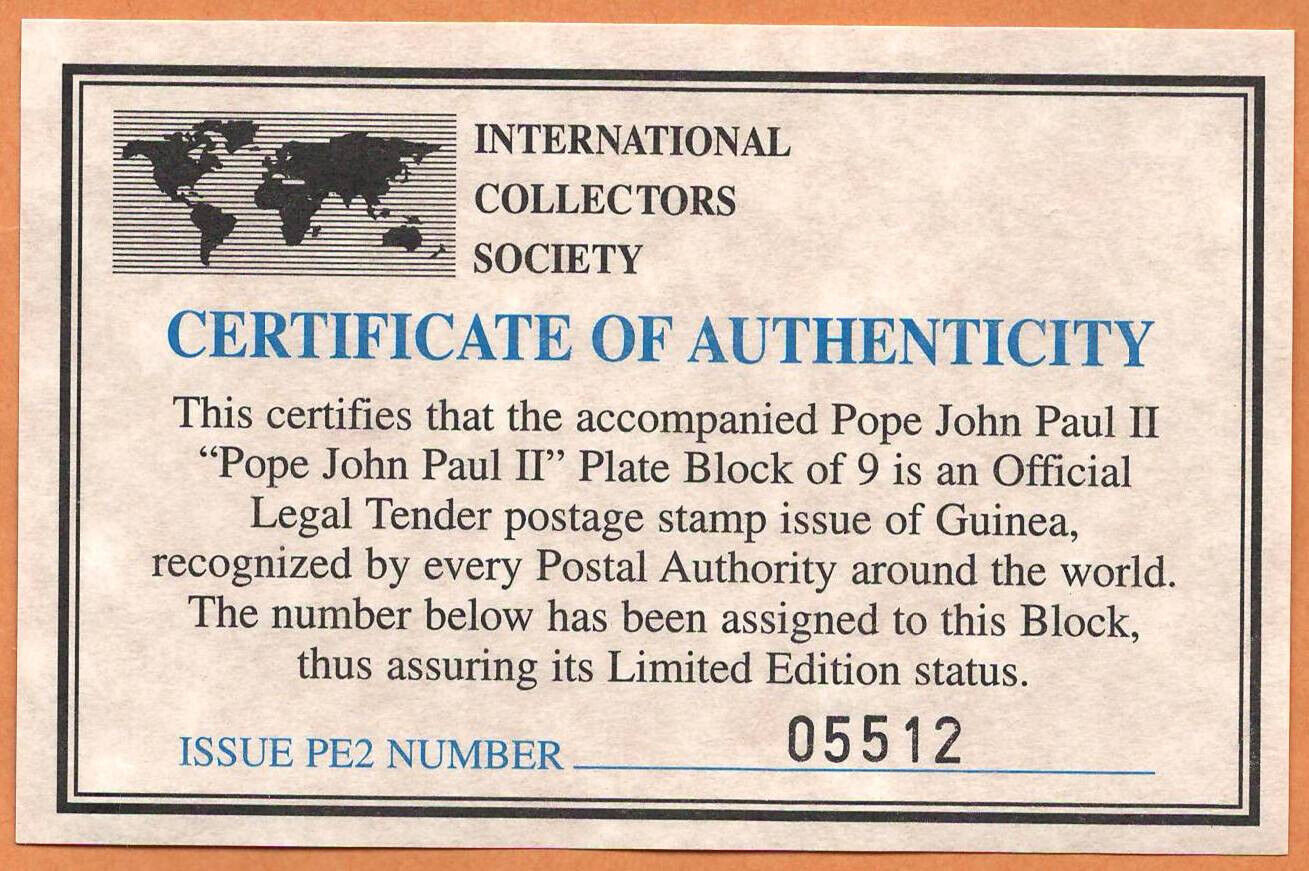 INTERNATIONAL
COLLECTORS
SOCIETY
CERTIFICATE OF AUTHENTICITY
This certifies that the accompanied Pope John Paul II
“Pope John Paul II” Plate Block of 9 is an Official
Legal Tender postage stamp issue of Guinea,
recognized by every Postal Authority around the world.
The number below has been assigned to this Block,
thus assuring its Limited Edition status.
ISSUE PE2 NUMBER 05512